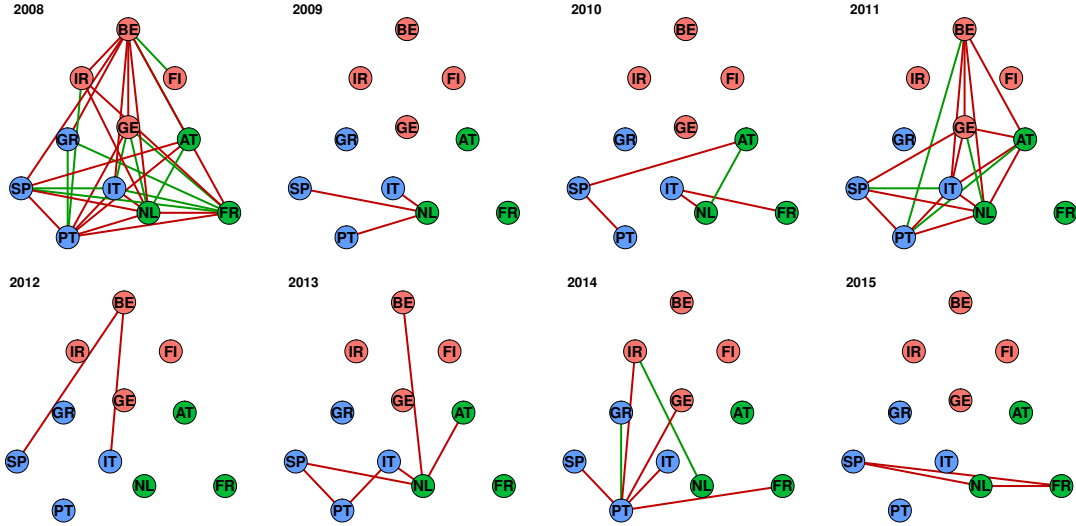 2008
BE
IR
FI
GE
GR
AT
SP
IT
NL
FR
PT
2009
BE
IR
FI
GE
GR
AT
SP
IT
NL
FR
PT
2010
BE
IR
FI
GE
GR
AT
SP
IT
NL
FR
PT
2011
BE
IR
FI
GE
GR
AT
SP
IT
NL
FR
PT
2012
BE
IR
FI
GE
GR
AT
SP
IT
NL
FR
PT
2013
BE
IR
FI
GE
GR
AT
SP
IT
NL
FR
PT
2014
BE
IR
FI
GE
GR
AT
SP
IT
NL
FR
PT
2015
BE
IR
FI
GE
GR
AT
SP
IT
NL
FR
PT